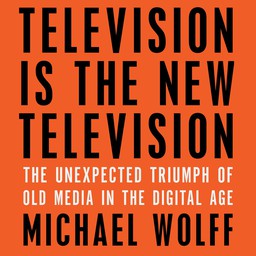 TELEVISION
IS THE NEW
TELEVISION
THE UNEXPECTED TRIUMPH OF
OLD MEDIA IN THE DIGITAL AGE
MICHAEL WOLFF